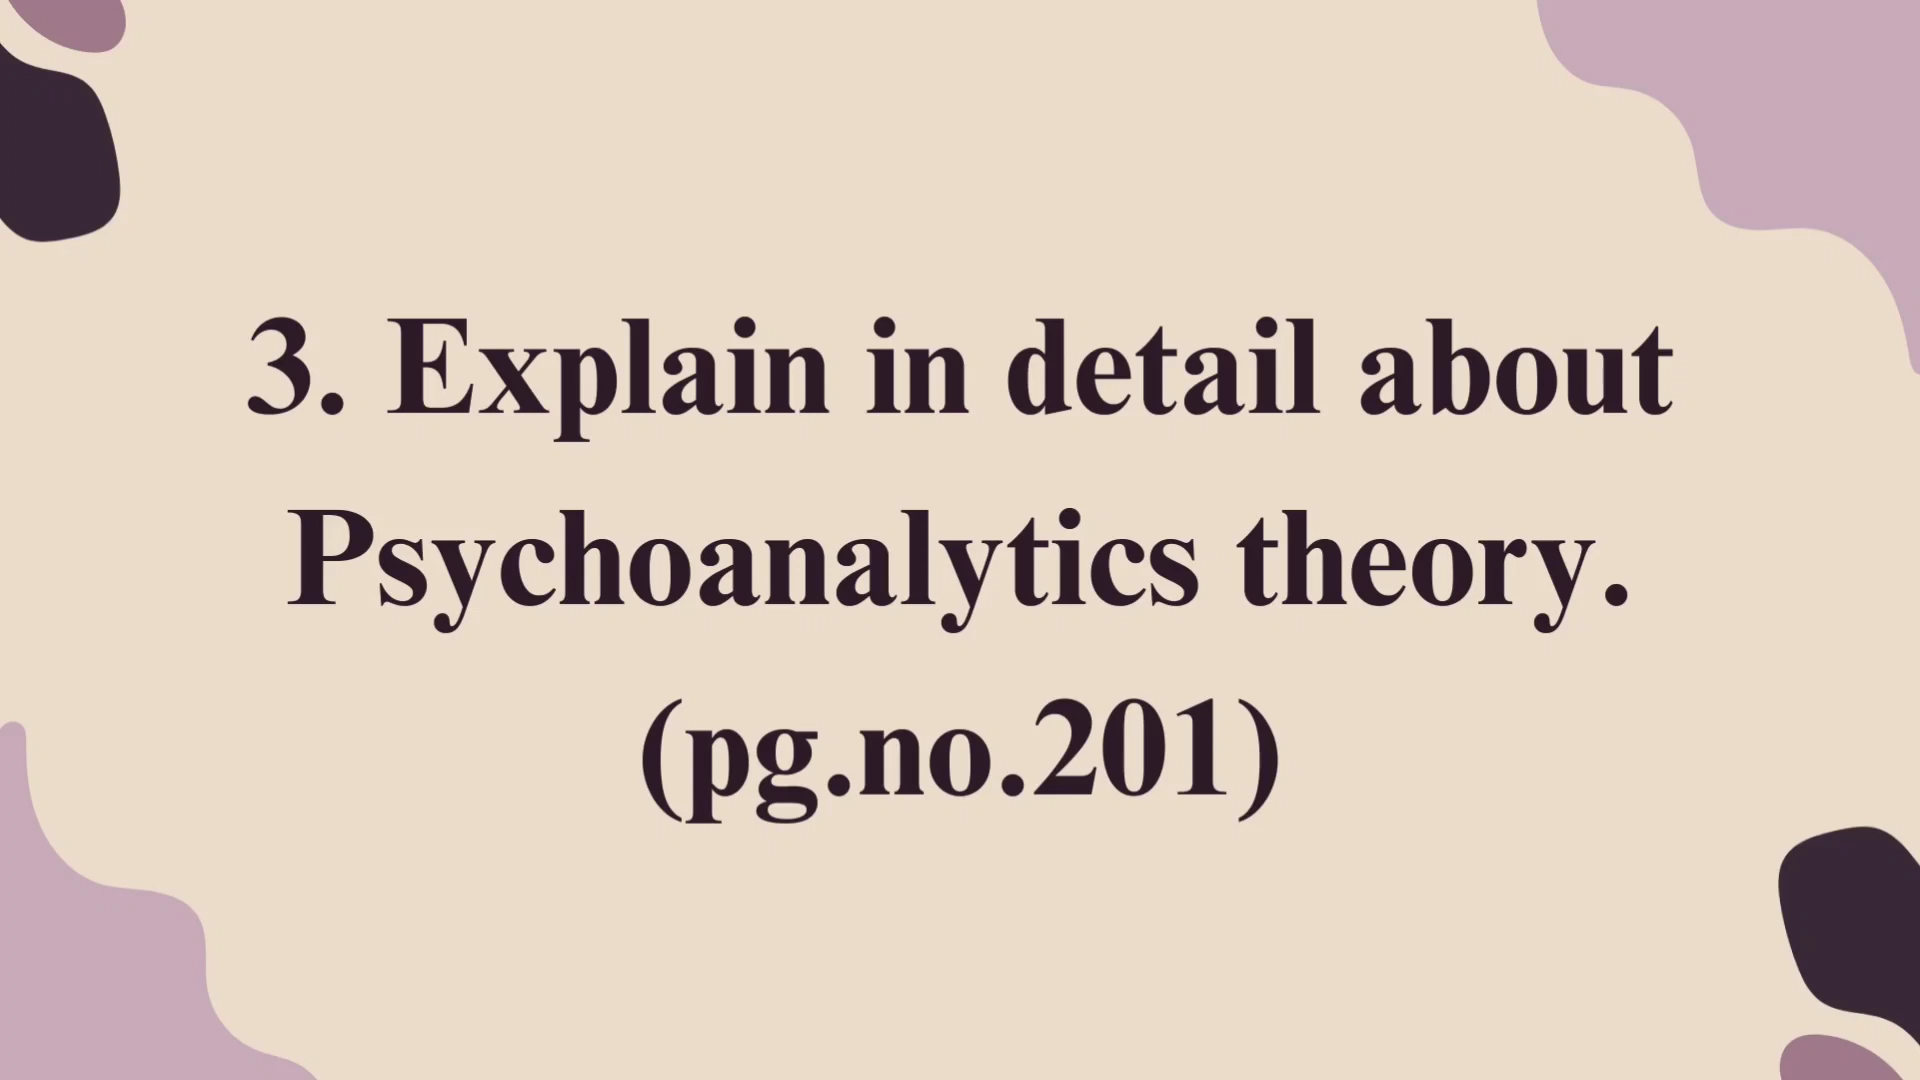 3. Explain in detail about
Psychoanalytics theory.
(pg.no.201)